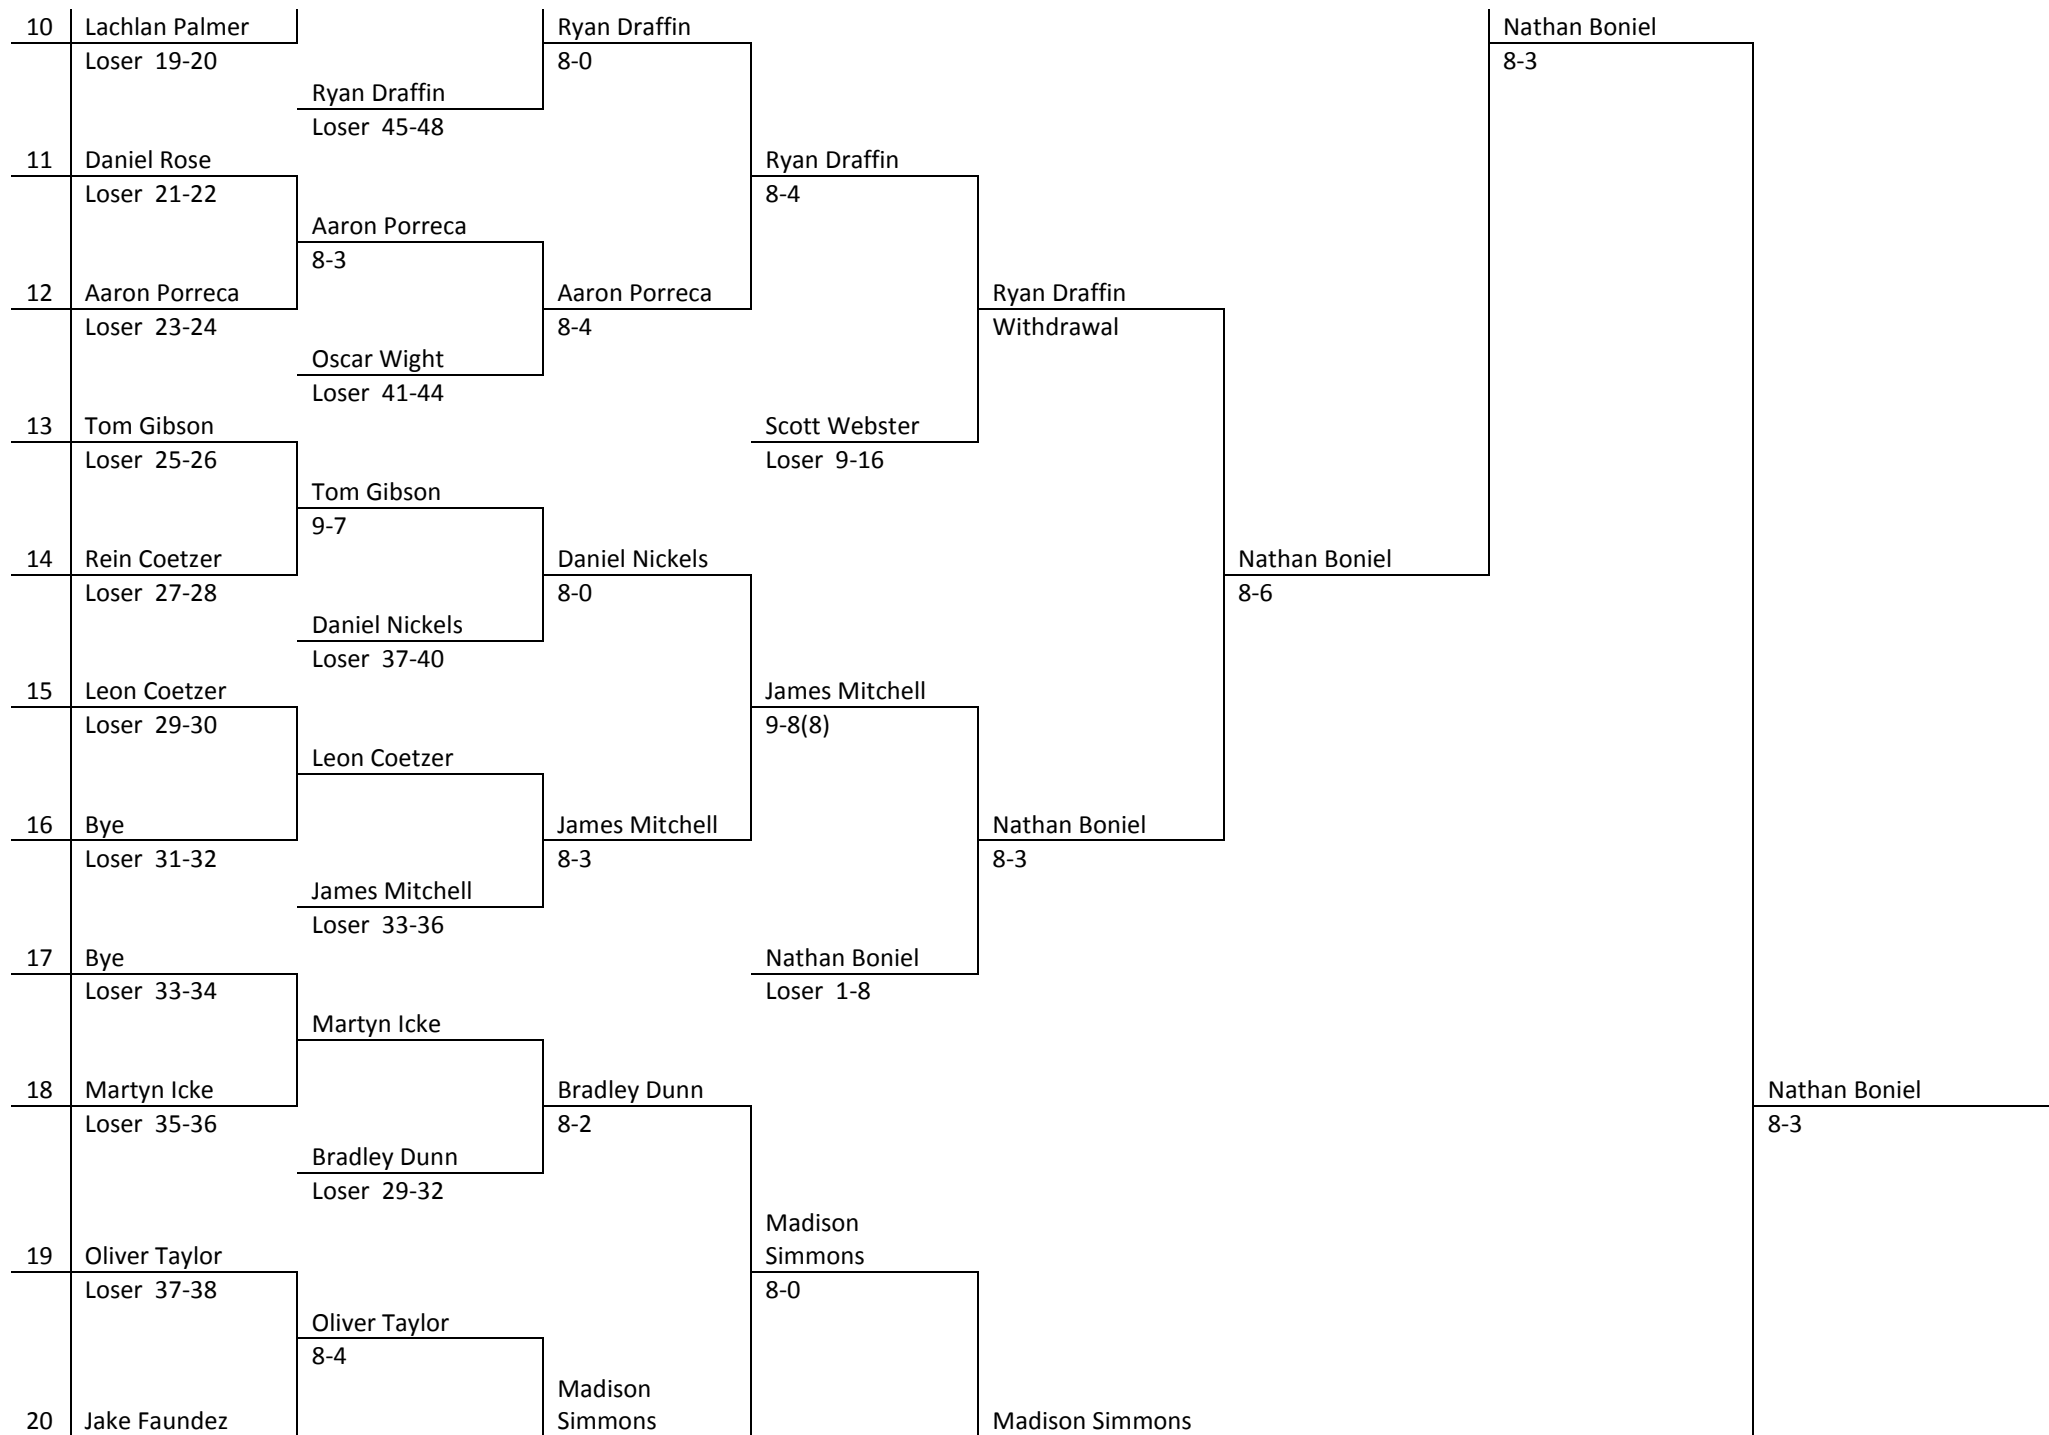 10 Lachlan Palmer Ryan Draffin Nathan Boniel
Loser 19-20 8-0 8-3
Ryan Draffin
Loser 45-48
11 Daniel Rose Ryan Draffin
Loser 21-22 8-4
Aaron Porreca
8-3
12 Aaron Porreca Aaron Porreca Ryan Draffin
Loser 23-24 8-4 Withdrawal
Oscar Wight
Loser 41-44
13 Tom Gibson Scott Webster
Loser 25-26 Loser 9-16
Tom Gibson
9-7
14 Rein Coetzer Daniel Nickels Nathan Boniel
Loser 27-28 8-0 8-6
Daniel Nickels
Loser 37-40
15 Leon Coetzer James Mitchell
Loser 29-30 9-8(8)
Leon Coetzer
16 Bye James Mitchell Nathan Boniel
Loser 31-32 8-3 8-3
James Mitchell
Loser 33-36
17 Bye Nathan Boniel
Loser 33-34 Loser 1-8
Martyn Icke
18 Martyn Icke Bradley Dunn Nathan Boniel
Loser 35-36 8-2 8-3
Bradley Dunn
Loser 29-32
Madison
19 Oliver Taylor Simmons
Loser 37-38 8-0
Oliver Taylor
8-4
Madison
20 Jake Faundez Simmons Madison Simmons